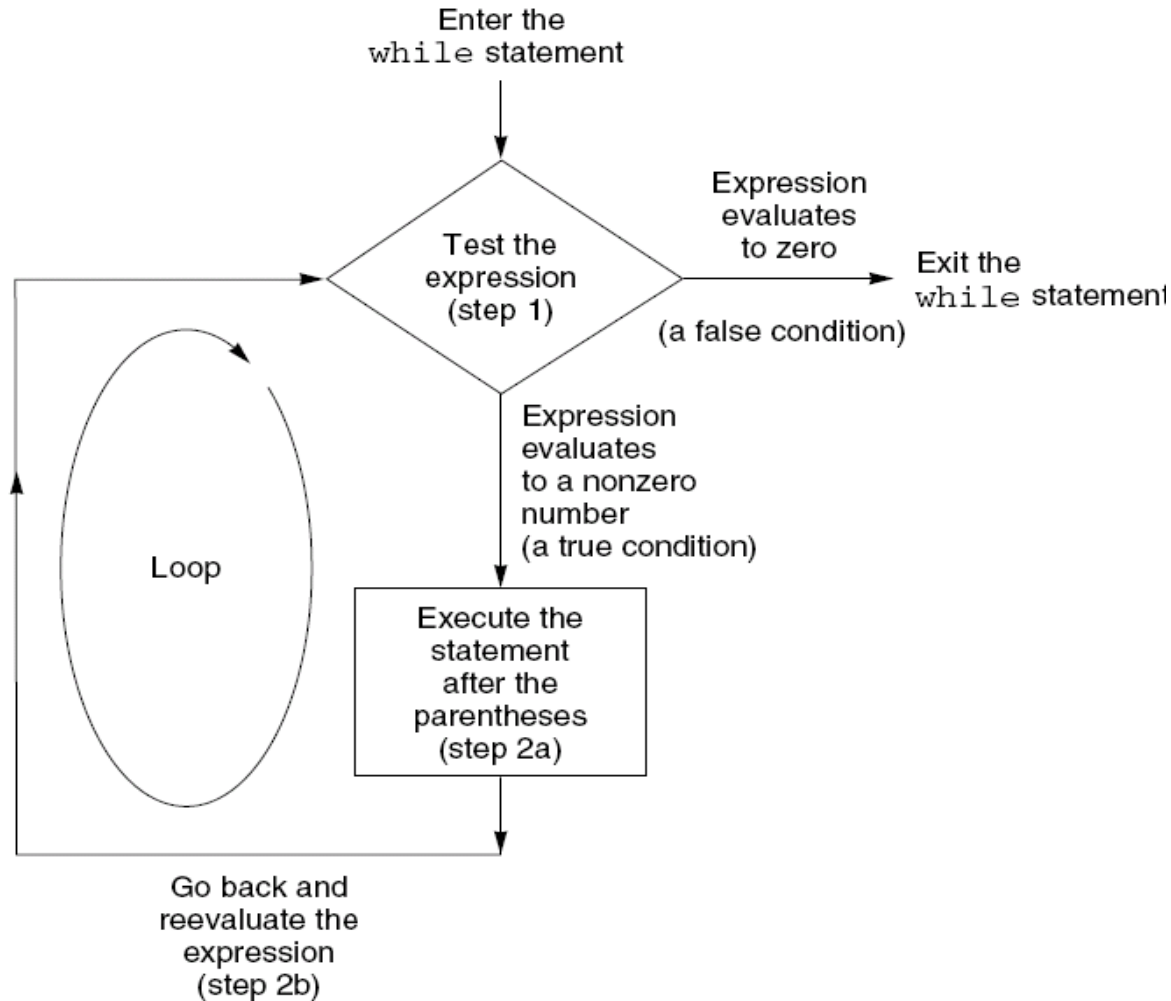 Enter the
while statement
Test the
expression
(step 1)
Expression
evaluates
to zero
(a false condition)
Exit the
while statement
Expression
evaluates
to a nonzero
number
(a true condition)
Loop
Execute the
statement
after the
parentheses
(step 2a)
Go back and
reevaluate the
expression
(step 2b)